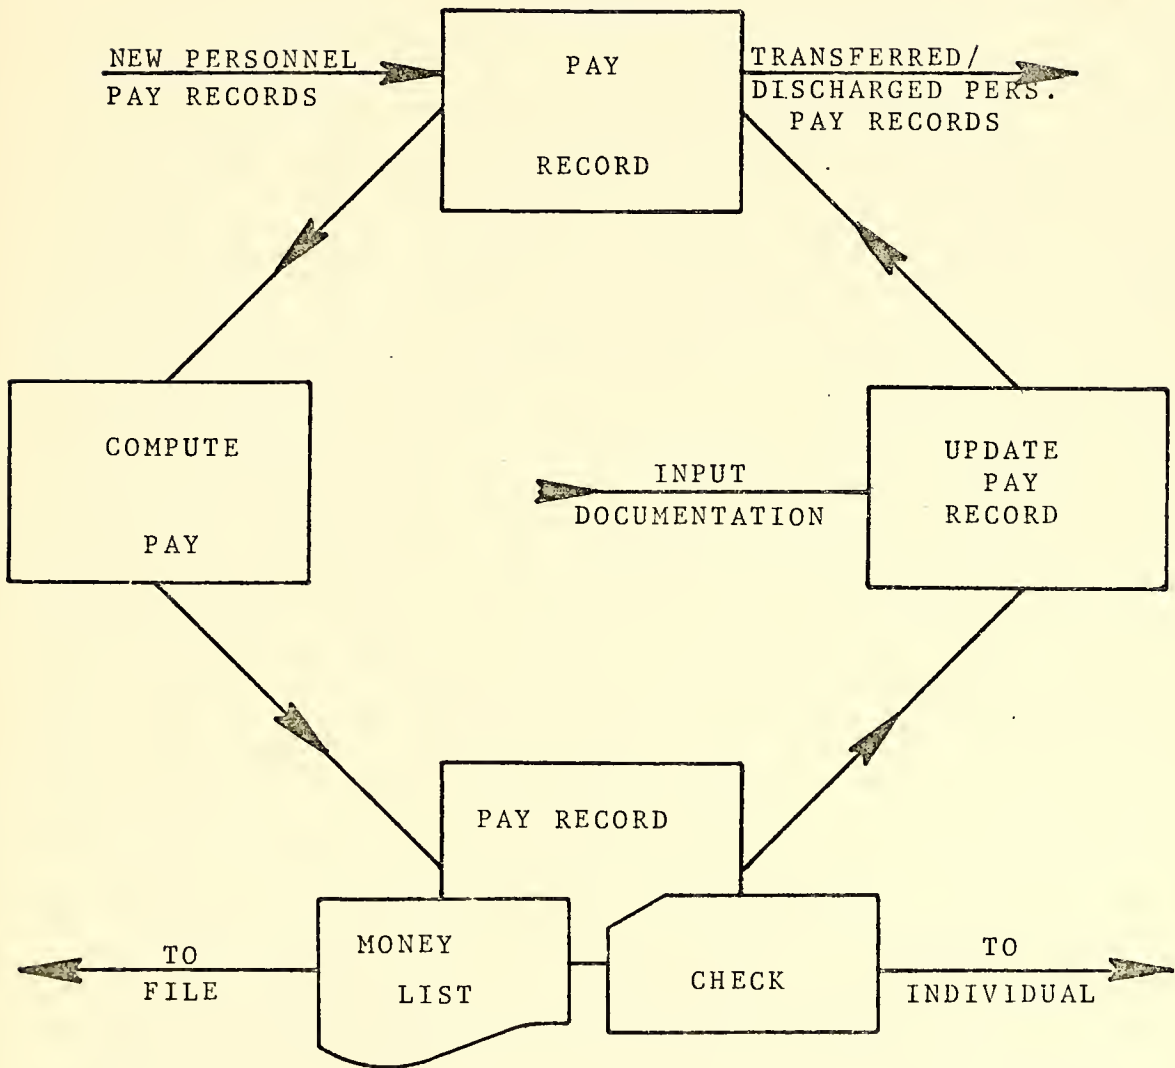 NEW PERSONNEL
PAY RECORDS
PAY
RECORD
TRANSFERRED/
DISCHARGED PERS.
PAY RECORDS
COMPUTE
PAY
INPUT
DOCUMENTATION
UPDATE
PAY
RECORD
PAY RECORD
TO
FILE
MONEY
LIST
CHECK
TO
INDIVIDUAL